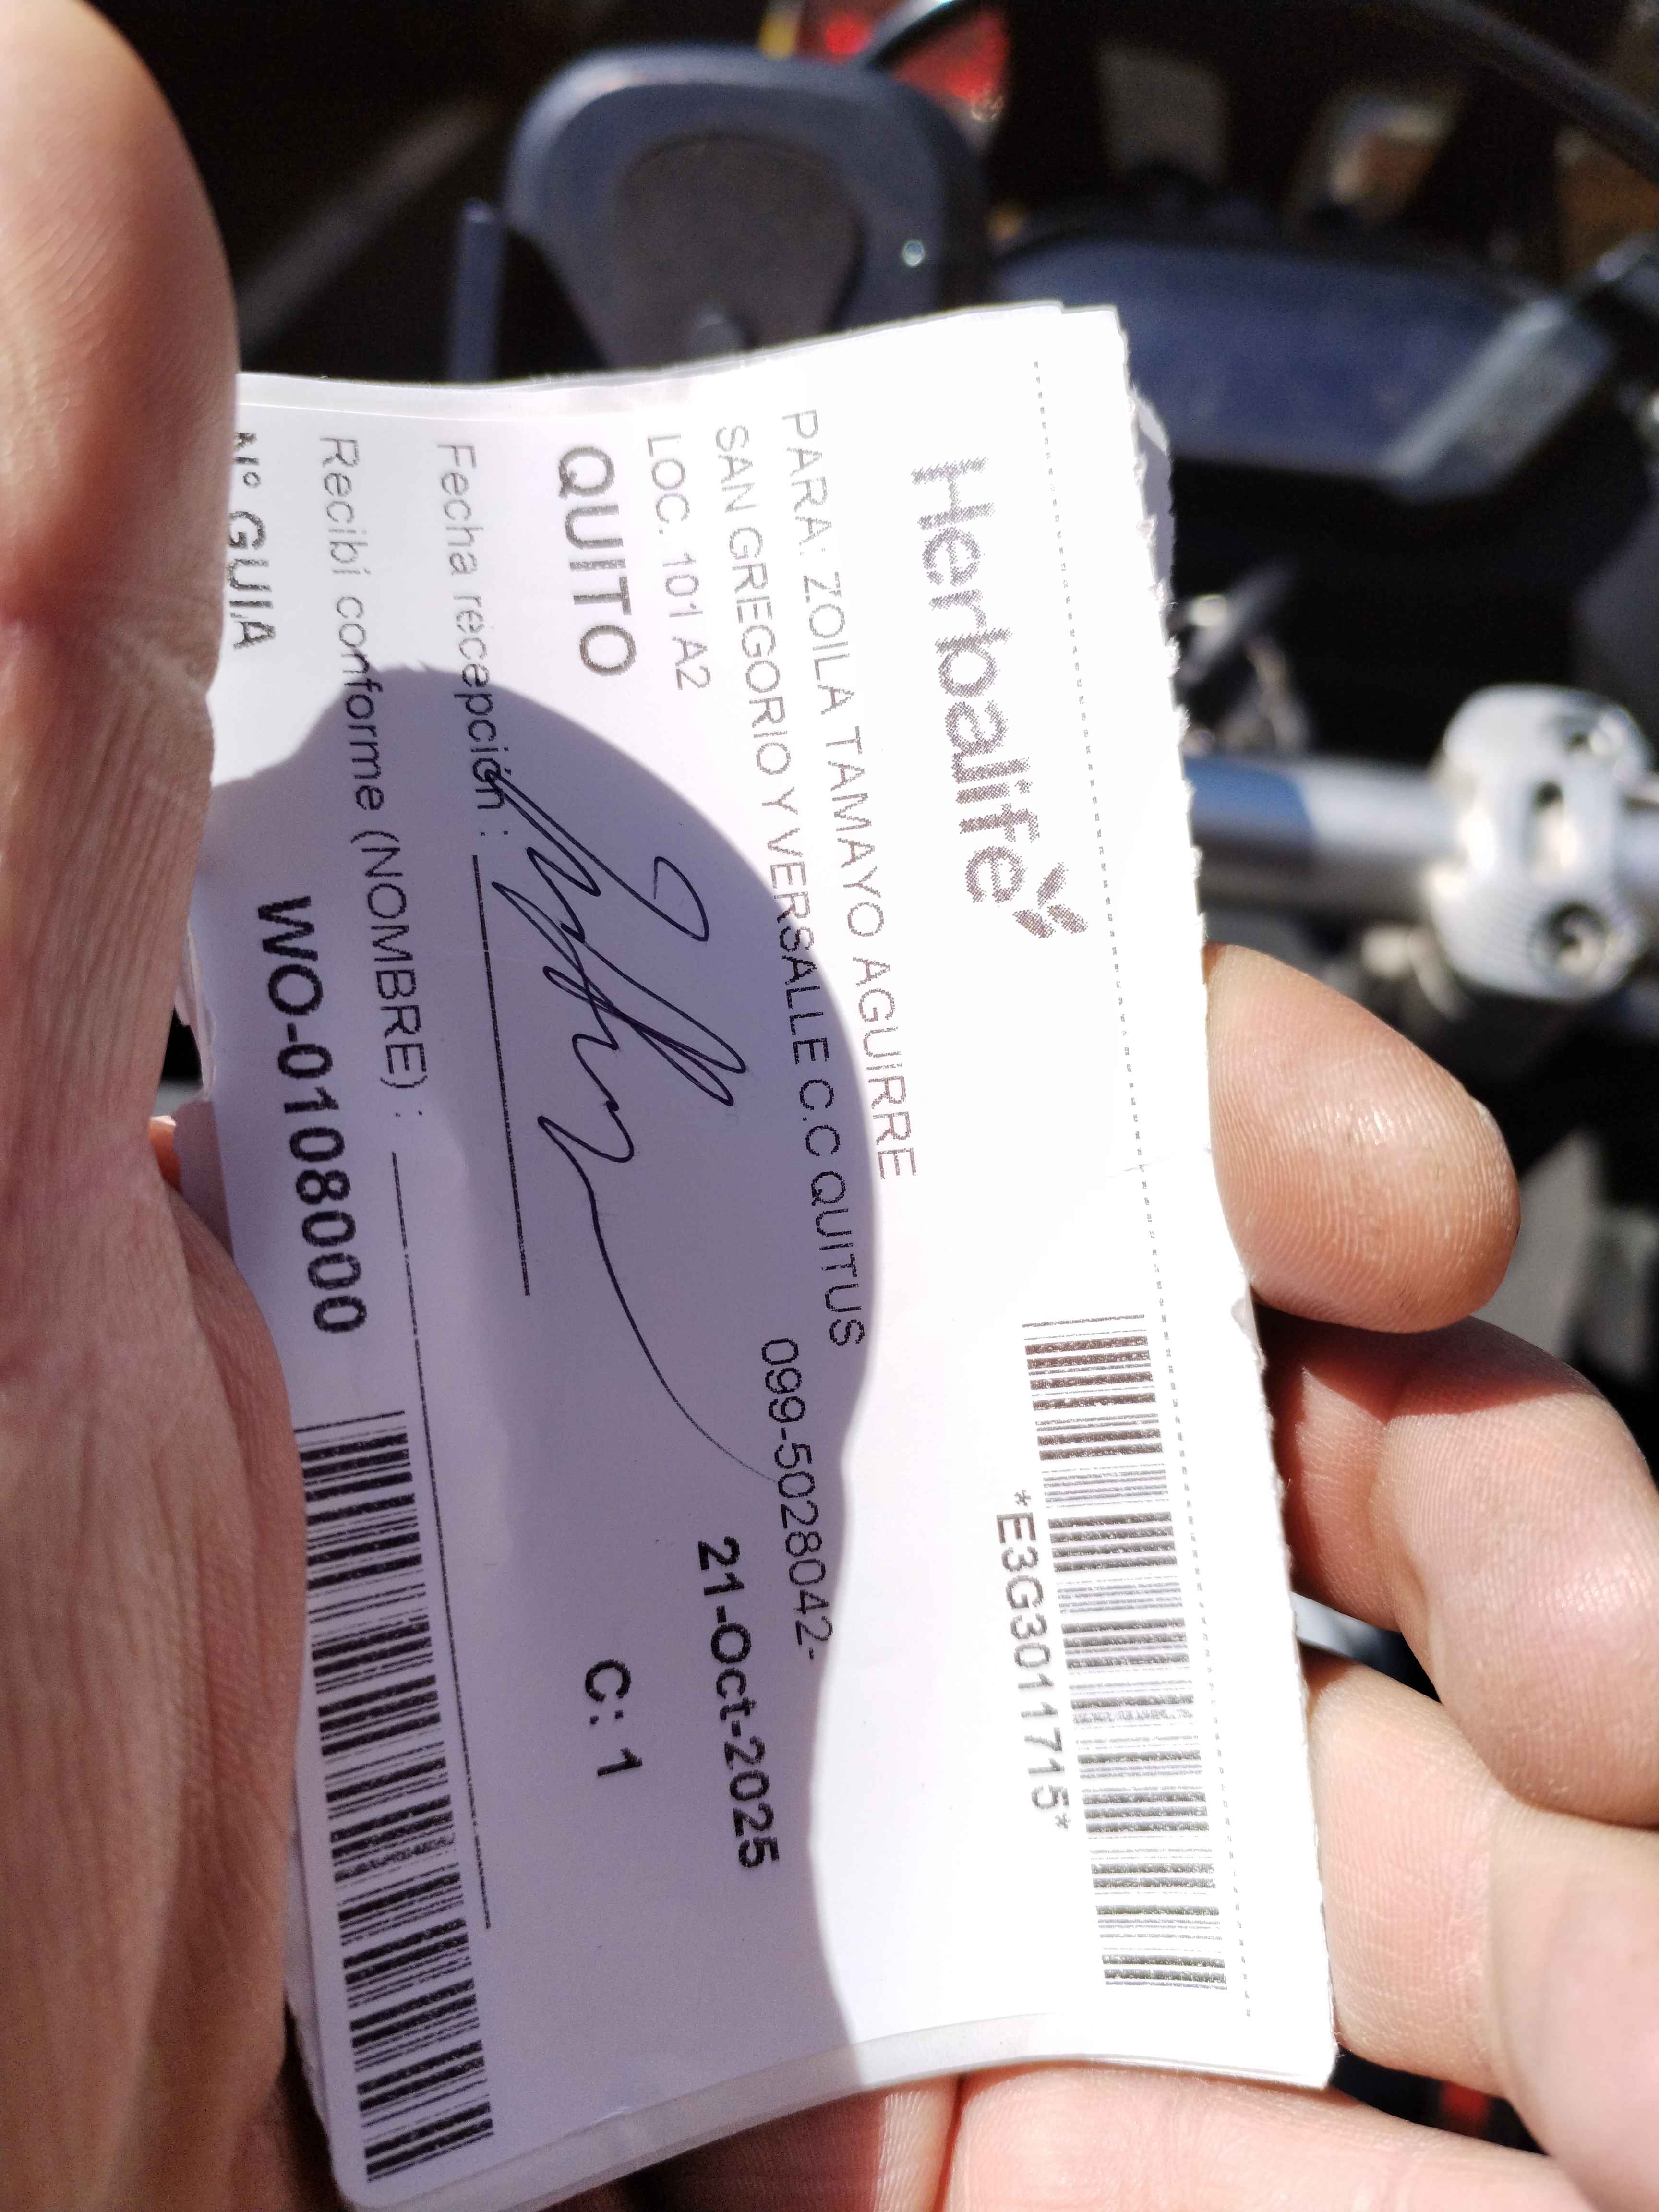 Herbalife
*E3G3011715*
PARA: ZOILA TAMAYO AGUIRRE
SAN GREGORIO Y VERSALLE C.C QUITUS
099-5028042-
LOC. 101 A2
21-Oct-2025
QUITO
C: 1
Fecha recepción :
Recibí conforme (NOMBRE) :
Nº GUIA
WO-0108000